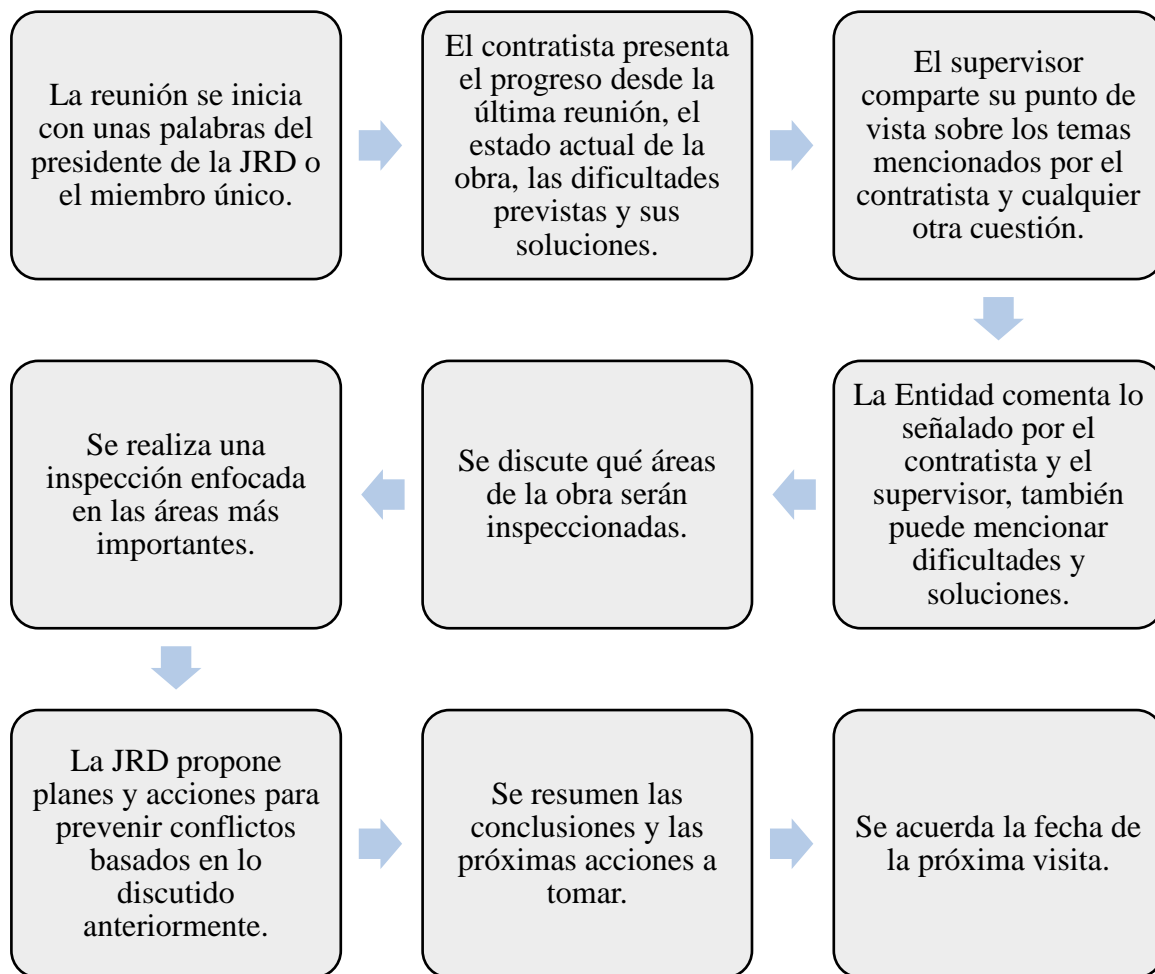 La reunión se inicia
con unas palabras del
presidente de la JRD o
el miembro único.
El contratista presenta
el progreso desde la
última reunión, el
estado actual de la
obra, las dificultades
previstas y sus
soluciones.
El supervisor
comparte su punto de
vista sobre los temas
mencionados por el
contratista y cualquier
otra cuestión.
La Entidad comenta lo
señalado por el
contratista y el
supervisor, también
puede mencionar
dificultades y
soluciones.
Se discute qué áreas
de la obra serán
inspeccionadas.
Se realiza una
inspección enfocada
en las áreas más
importantes.
La JRD propone
planes y acciones para
prevenir conflictos
basados en lo
discutido
anteriormente.
Se resumen las
conclusiones y las
próximas acciones a
tomar.
Se acuerda la fecha de
la próxima visita.